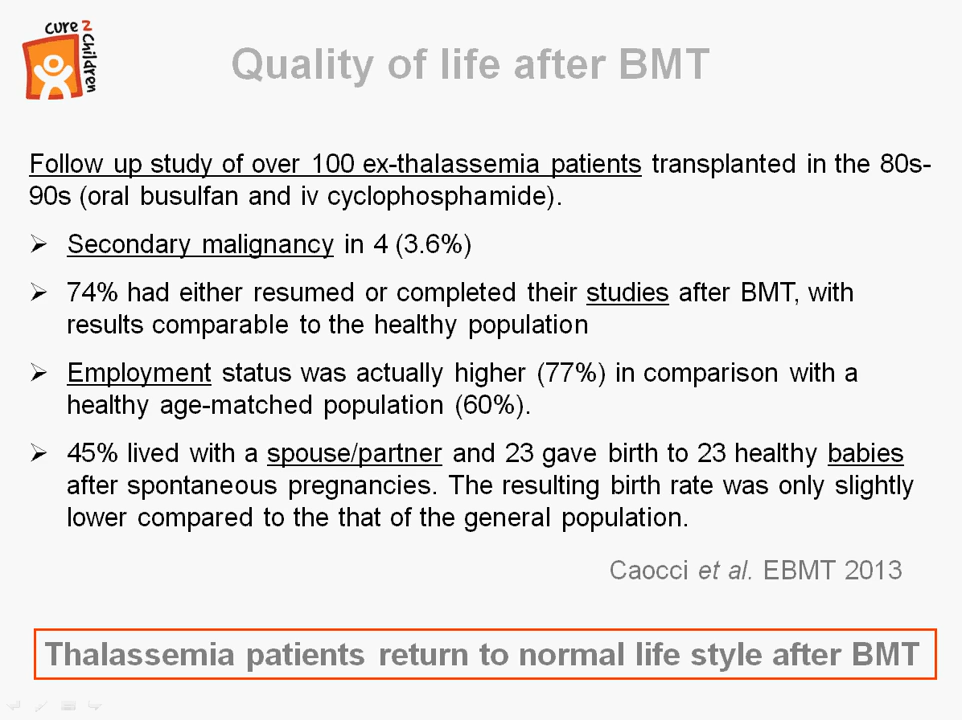 cure2children
Quality of life after BMT
Follow up study of over 100 ex-thalassemia patients transplanted in the 80s-
90s (oral busulfan and iv cyclophosphamide).
➢ Secondary malignancy in 4 (3.6%)
➢ 74% had either resumed or completed their studies after BMT, with
results comparable to the healthy population
➢ Employment status was actually higher (77%) in comparison with a
healthy age-matched population (60%).
➢ 45% lived with a spouse/partner and 23 gave birth to 23 healthy babies
after spontaneous pregnancies. The resulting birth rate was only slightly
lower compared to the that of the general population.
Caocci et al. EBMT 2013
Thalassemia patients return to normal life style after BMT